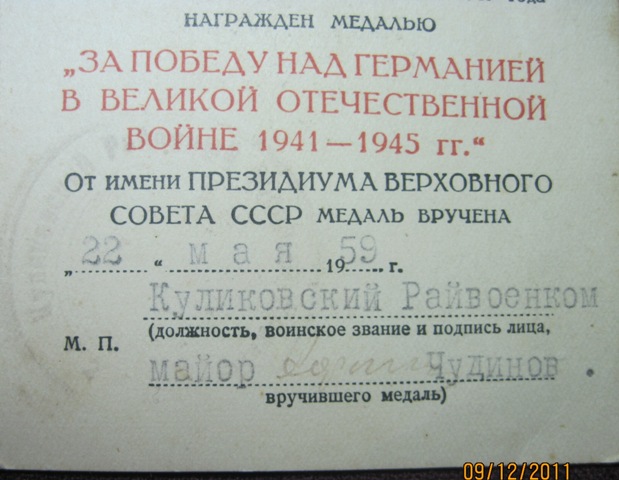 года
НАГРАЖДЕН МЕДАЛЬЮ
„ЗА ПОБЕДУ НАД ГЕРМАНИЕЙ
В ВЕЛИКОЙ ОТЕЧЕСТВЕННОЙ
ВОЙНЕ 1941—1945 гг.“
От имени ПРЕЗИДИУМА ВЕРХОВНОГО
СОВЕТА СССР МЕДАЛЬ ВРУЧЕНА
„22“ мая 1959 г.
Куликовский Райвоенком
М. П. (должность, воинское звание и подпись лица,
майор Чудинов.
вручившего медаль)
09/12/2011